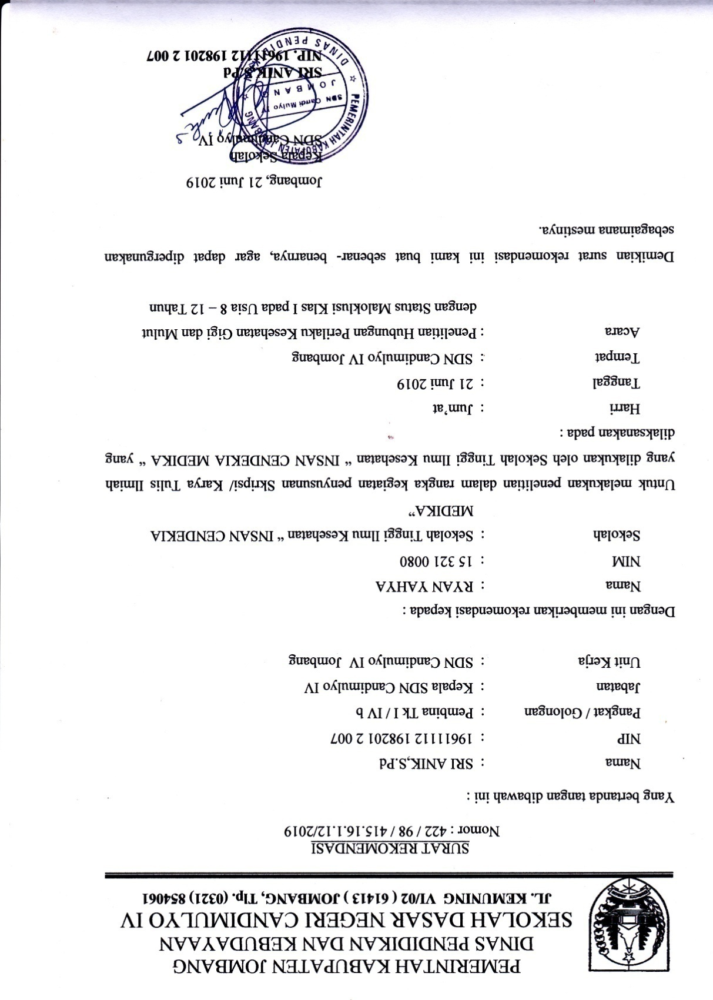 PEMERINTAH KABUPATEN JOMBANG
DINAS PENDIDIKAN DAN KEBUDAYAAN
SEKOLAH DASAR NEGERI CANDIMULYO IV
JL. KEMUNING VI/02 ( 61413 ) JOMBANG, Tlp. (0321) 854061
SURAT REKOMENDASI
Nomor : 422 / 98 / 415.16.1.12/2019
Yang bertanda tangan dibawah ini :
Nama : SRI ANIK,S.Pd
NIP : 19611112 198201 2 007
Pangkat / Golongan : Pembina Tk I / IV b
Jabatan : Kepala SDN Candimulyo IV
Unit Kerja : SDN Candimulyo IV Jombang
Dengan ini memberikan rekomendasi kepada :
Nama : RYAN YAHYA
NIM : 15 321 0080
Sekolah : Sekolah Tinggi Ilmu Kesehatan “ INSAN CENDEKIA
MEDIKA”
Untuk melakukan penelitian dalam rangka kegiatan penyusunan Skripsi/ Karya Tulis Ilmiah
yang dilakukan oleh Sekolah Tinggi Ilmu Kesehatan “ INSAN CENDEKIA MEDIKA “ yang
dilaksanakan pada :
Harri : Jum’at
Tanggal : 21 Juni 2019
Tempat : SDN Candimulyo IV Jombang
Acara : Penelitian Hubungan Perilaku Kesehatan Gigi dan Mulut
dengan Status Maloklusi Klas I pada Usia 8 – 12 Tahun
Demikian surat rekomendasi ini kami buat sebenar- benarnya, agar dapat dipergunakan
sebagaimana mestinya.
Jombang, 21 Juni 2019
Kepala Sekolah
SDN Candimulyo IV
PEMERINTAH KABUPATEN JOMBANG
SDN Candi Mulyo IV
JOMBANG
DINAS PENDIDIKAN
SRI ANIK,S.Pd
NIP. 19611112 198201 2 007